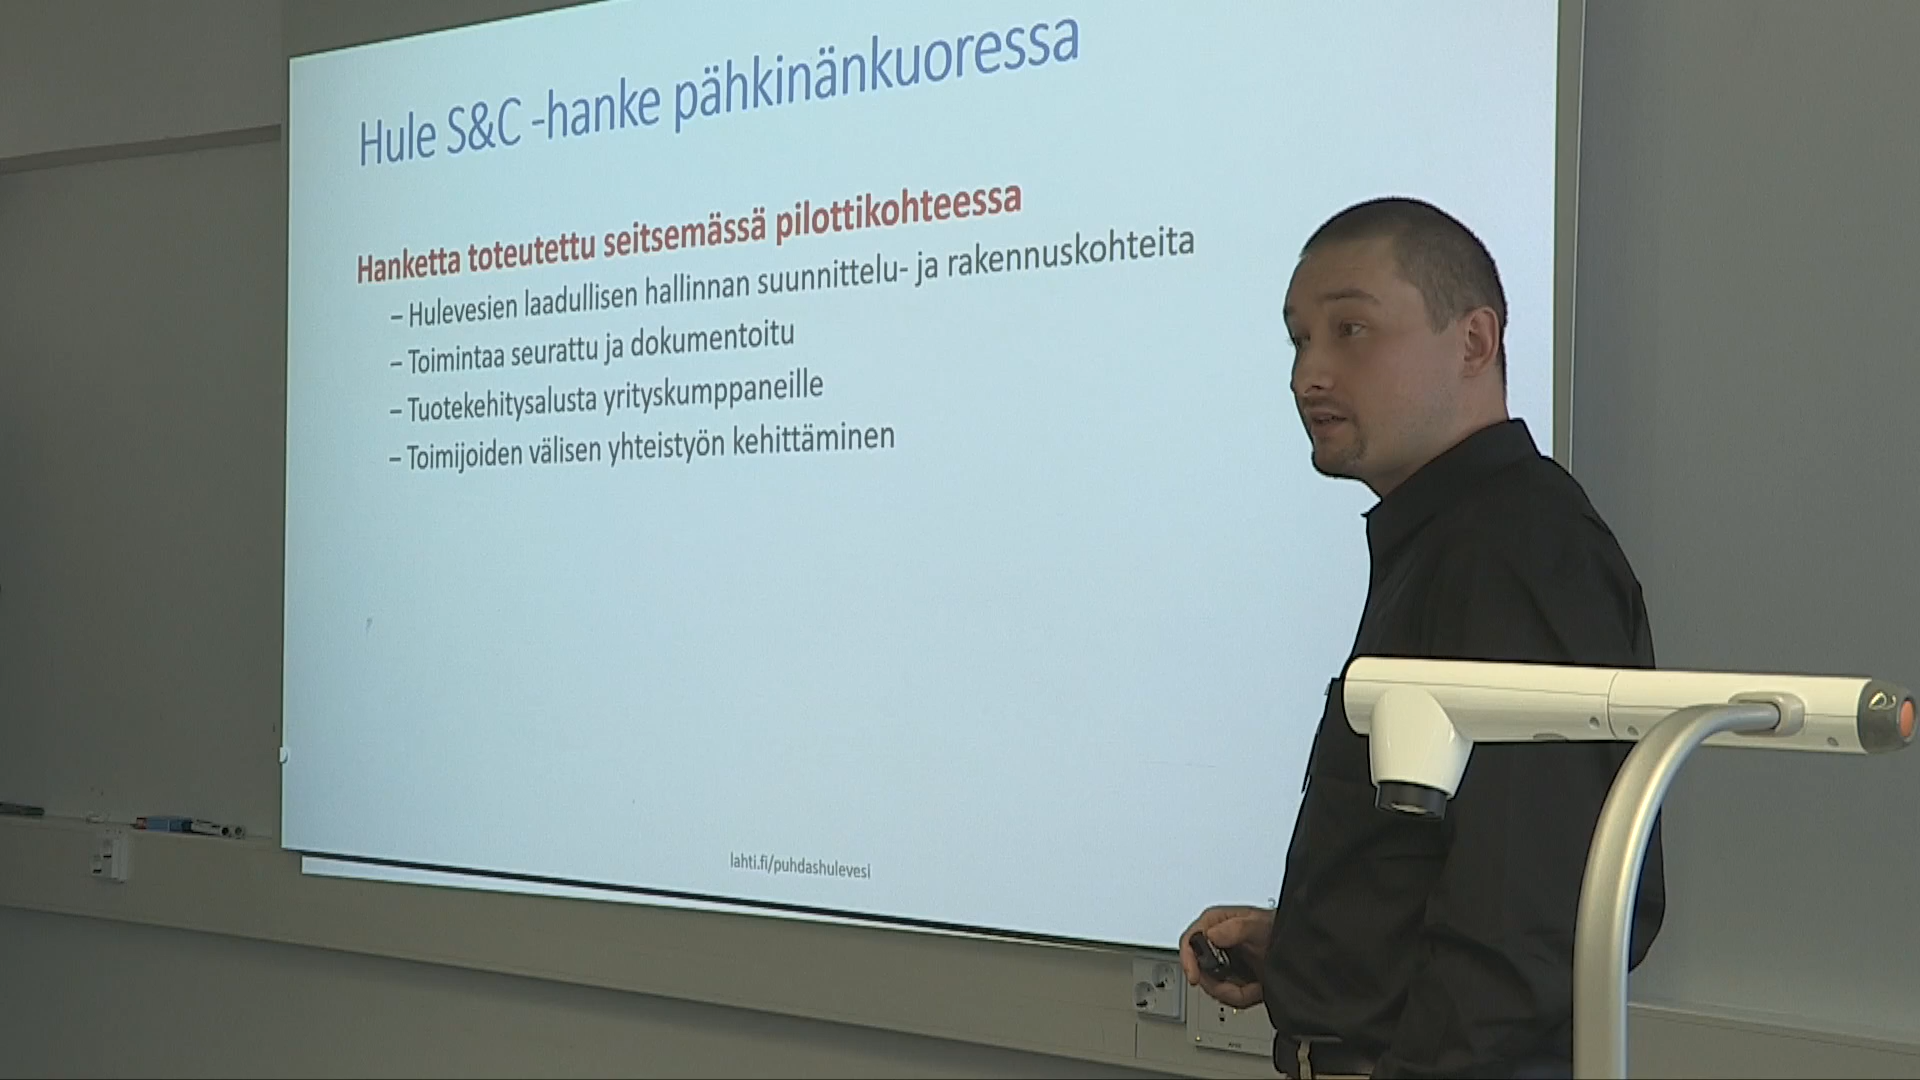 Hule S&C -hanke pähkinänkuoressa
Hanketta toteutettu seitsemässä pilottikohteessa
– Hulevesien laadullisen hallinnan suunnittelu- ja rakennuskohteita
– Toimintaa seurattu ja dokumentoitu
– Tuotekehitysalusta yrityskumppaneille
– Toimijoiden välisen yhteistyön kehittäminen
lahti.fi/puhdashulevesi
3